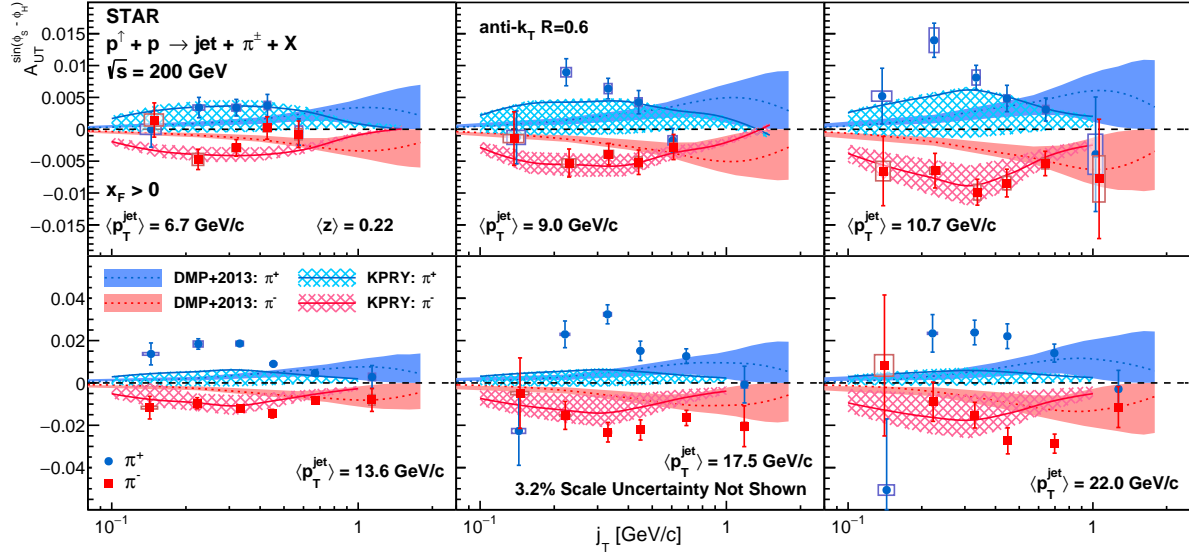 STAR
p↑ + p → jet + π± + X
√s = 200 GeV
x_F > 0
⟨p_T^jet⟩ = 6.7 GeV/c
⟨z⟩ = 0.22
anti-k_T R=0.6
⟨p_T^jet⟩ = 9.0 GeV/c
⟨p_T^jet⟩ = 10.7 GeV/c
A_UT^sin(ϕ_S - ϕ_H)
0.015
0.01
0.005
0
−0.005
−0.01
−0.015
DMP+2013: π⁺
KPRY: π⁺
DMP+2013: π⁻
KPRY: π⁻
0.04
0.02
0
−0.02
−0.04
π⁺
π⁻
⟨p_T^jet⟩ = 13.6 GeV/c
⟨p_T^jet⟩ = 17.5 GeV/c
3.2% Scale Uncertainty Not Shown
⟨p_T^jet⟩ = 22.0 GeV/c
10⁻¹ 1 10⁻¹ 1 10⁻¹ 1
j_T [GeV/c]